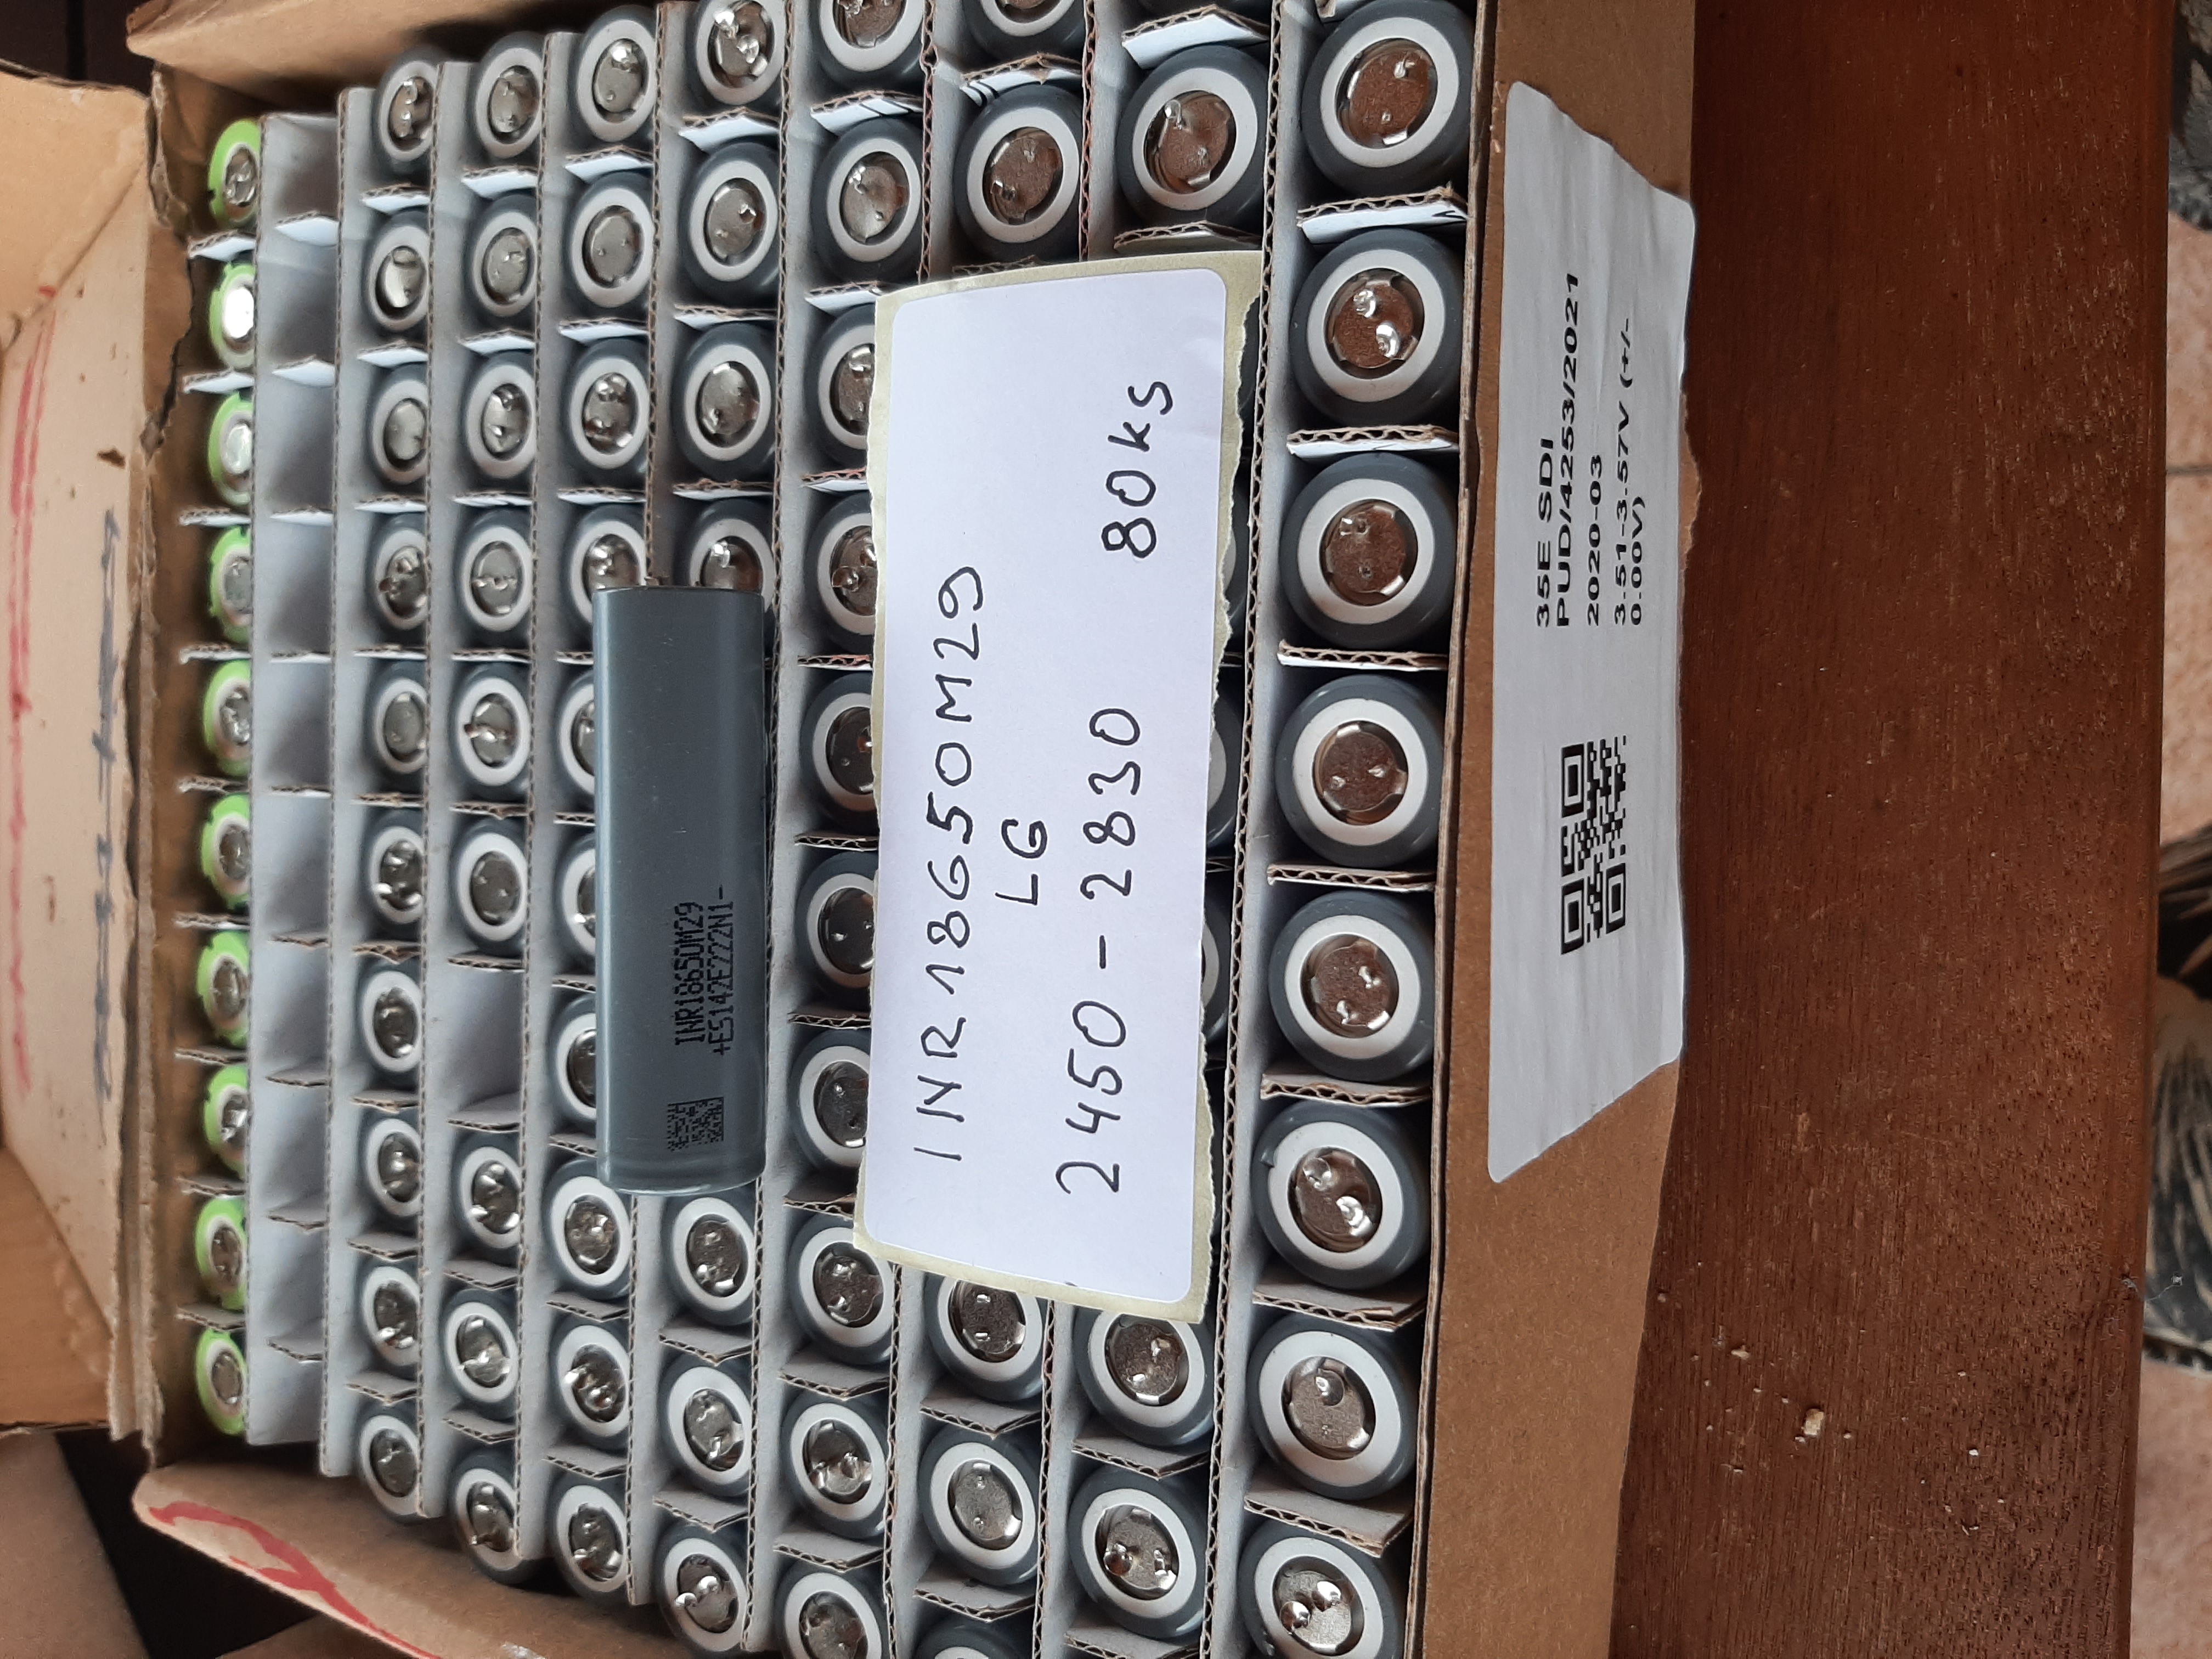 INR18650M29
LG
2450-2830 80ks
INR18650M29
+E5142E222N1-
35E SDI
PUD/4253/2021
2020-03
3.51-3.57V (+/-
0.00V)